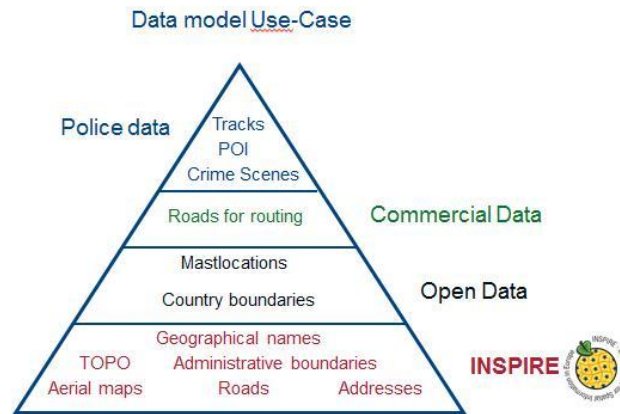 Data model Use-Case
Police data
Tracks
POI
Crime Scenes
Roads for routing
Commercial Data
Mastlocations
Country boundaries
Open Data
Geographical names
TOPO Administrative boundaries
Aerial maps Roads Addresses
INSPIRE
INSPIRE